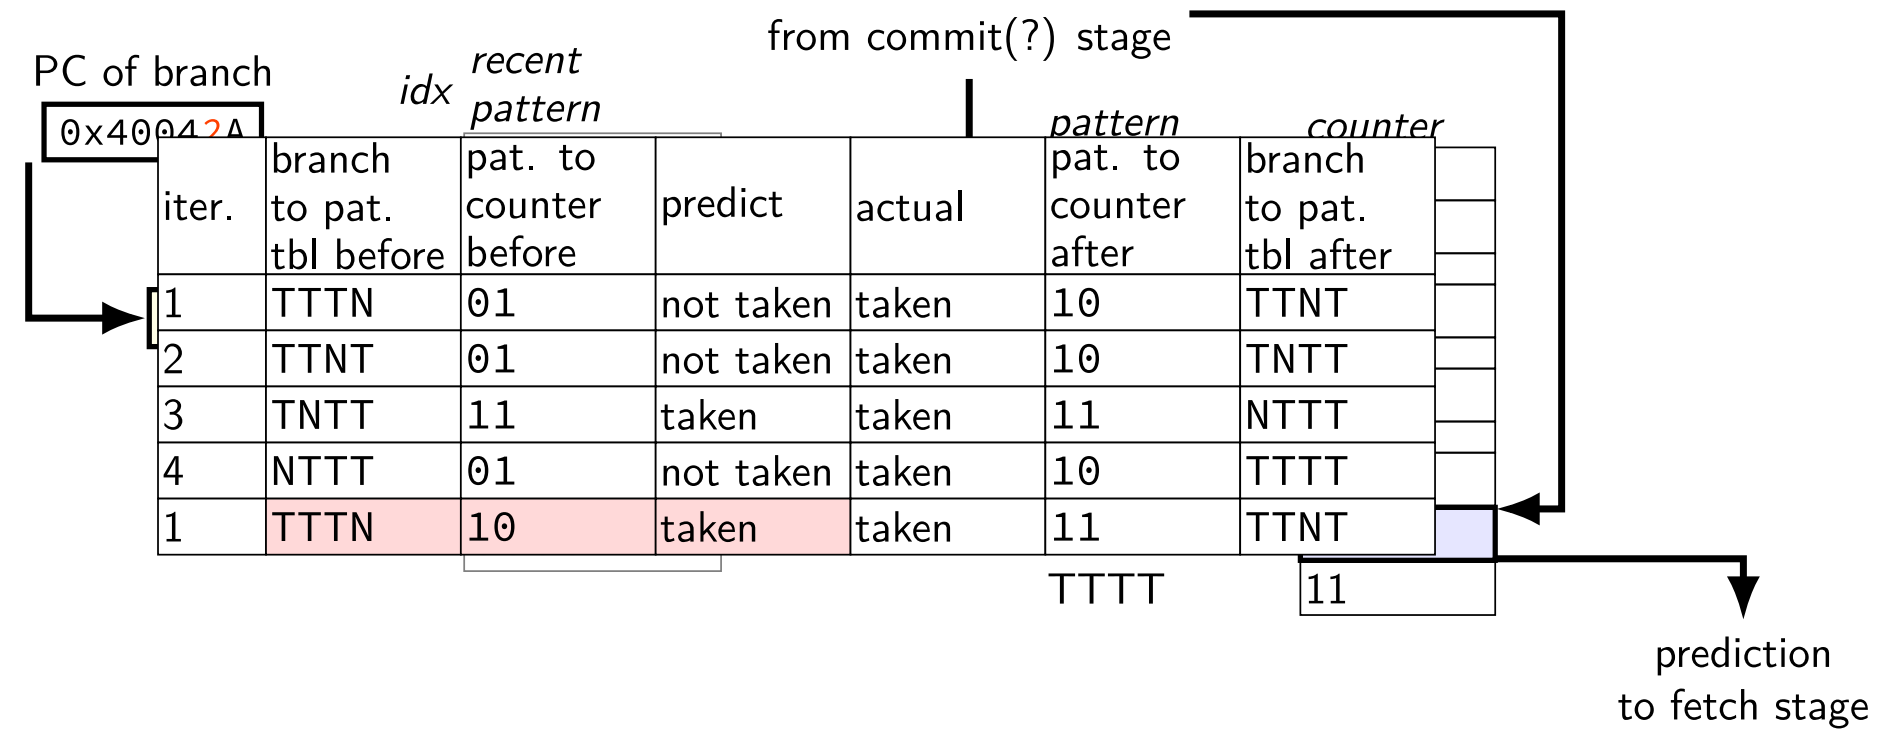 from commit(?) stage
PC of branch
idx
recent
pattern
0x40042A
pattern
counter
iter.
branch
to pat.
tbl before
pat. to
counter
before
predict
actual
pat. to
counter
after
branch
to pat.
tbl after
1 TTTN 01 not taken taken 10 TTNT
2 TTNT 01 not taken taken 10 TNTT
3 TNTT 11 taken taken 11 NTTT
4 NTTT 01 not taken taken 10 TTTT
1 TTTN 10 taken taken 11 TTNT
TTTT 11
prediction
to fetch stage